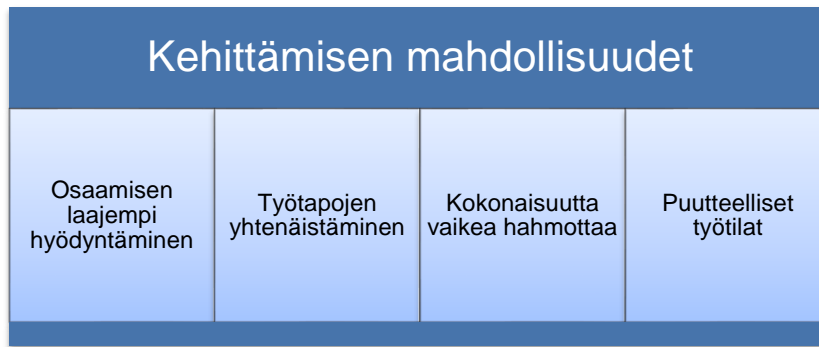 Kehittämisen mahdollisuudet
Osaamisen
laajempi
hyödyntäminen
Työtapojen
yhtenäistäminen
Kokonaisuutta
vaikea hahmottaa
Puutteelliset
työtilat